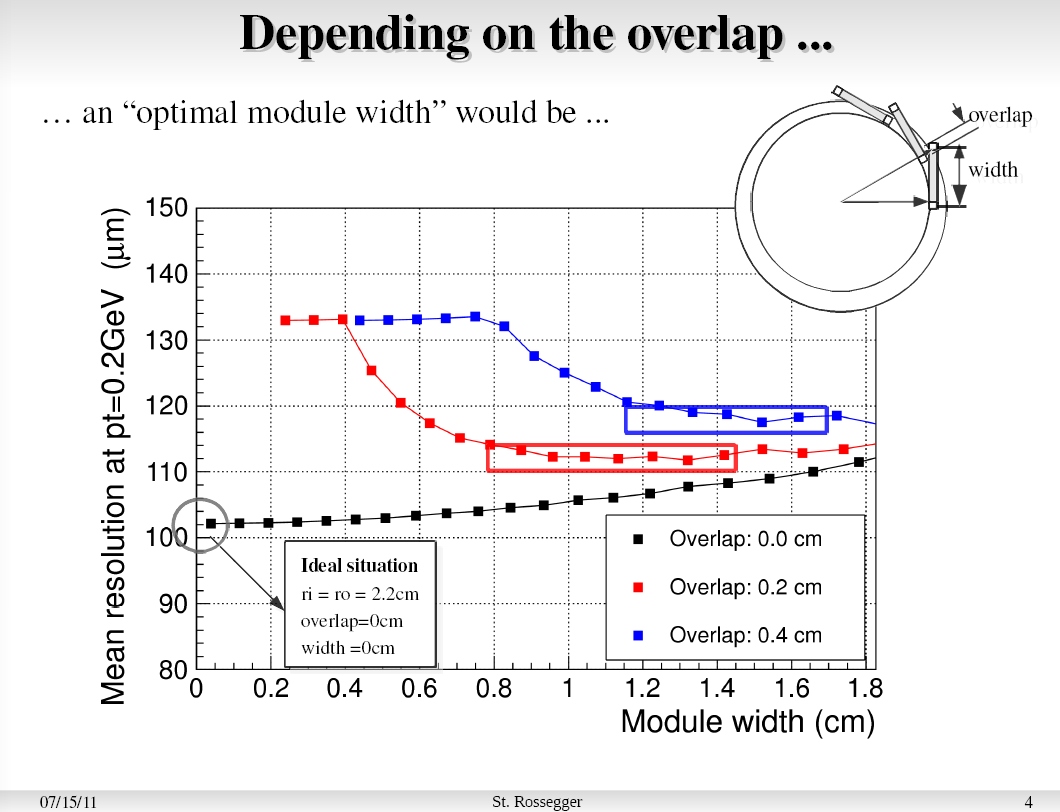 Depending on the overlap ...
… an “optimal module width” would be ...
overlap
width
Mean resolution at pt=0.2GeV (μm)
150
140
130
120
110
100
90
80
Ideal situation
ri = ro = 2.2cm
overlap=0cm
width =0cm
Overlap: 0.0 cm
Overlap: 0.2 cm
Overlap: 0.4 cm
0 0.2 0.4 0.6 0.8 1 1.2 1.4 1.6 1.8
Module width (cm)
07/15/11 St. Rossegger 4